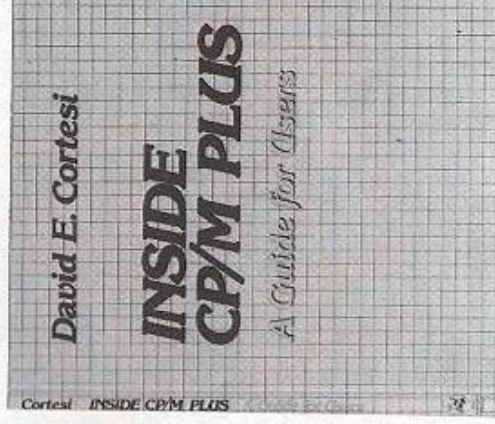 David E. Cortesi
INSIDE
CP/M PLUS
A Guide for Users
Cortesi INSIDE CP/M PLUS